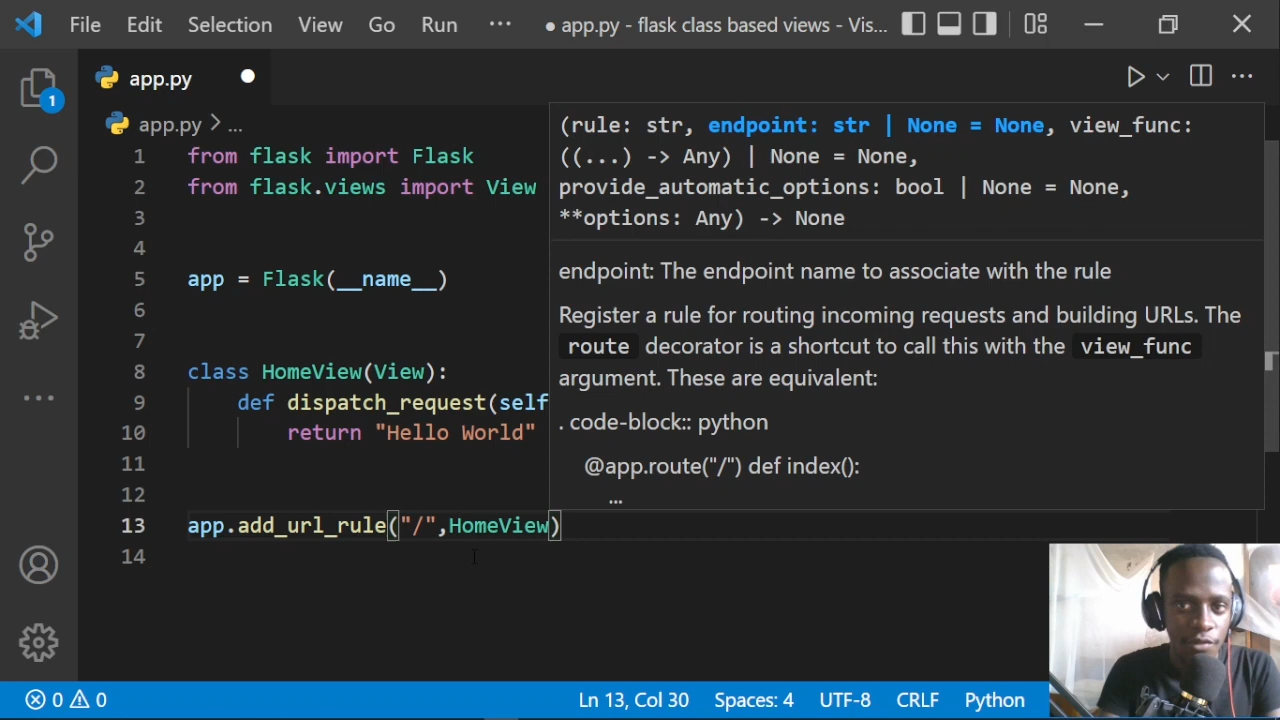 File Edit Selection View Go Run ··· ● app.py - flask class based views - Vis...
app.py ●
app.py > ...
1 from flask import Flask
2 from flask.views import View
3
4
5 app = Flask(__name__)
6
7
8 class HomeView(View):
9 def dispatch_request(self
10 return "Hello World"
11
12
13 app.add_url_rule("/",HomeView)
14
(rule: str, endpoint: str | None = None, view_func:
((...) -> Any) | None = None,
provide_automatic_options: bool | None = None,
**options: Any) -> None
endpoint: The endpoint name to associate with the rule
Register a rule for routing incoming requests and building URLs. The
route decorator is a shortcut to call this with the view_func
argument. These are equivalent:
. code-block:: python
@app.route("/") def index():
...
1
0 0 Ln 13, Col 30 Spaces: 4 UTF-8 CRLF Python